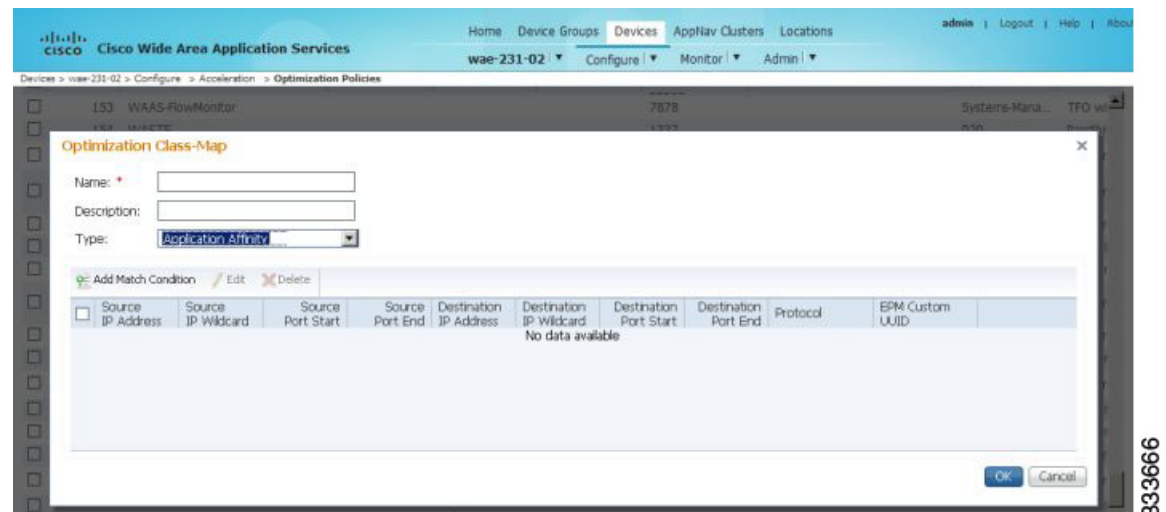 admin | Logout | Help | Abou
Home Device Groups Devices AppNav Clusters Locations
CISCO Cisco Wide Area Application Services
wae-231-02 Configure Monitor Admin
Devices > wae-231-02 > Configure > Acceleration > Optimization Policies
153 WAAS-FlowMonitor 7878 Systems-Mana... TFO wi
Optimization Class-Map
Name: *
Description:
Type: Application Affinity
Add Match Condition Edit Delete
Source IP Address Source IP Wildcard Source Port Start Source Port End Destination IP Address Destination IP Wildcard Destination Port Start Destination Port End Protocol EPM Custom UUID
No data available
OK Cancel
333666